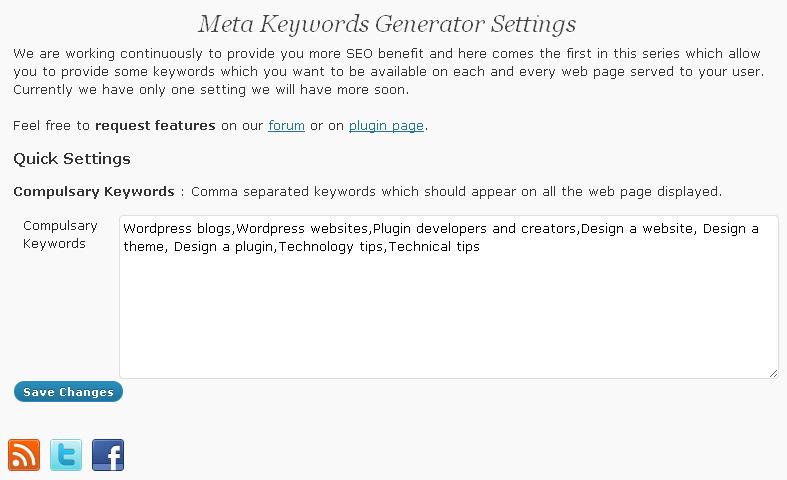 Meta Keywords Generator Settings
We are working continuously to provide you more SEO benefit and here comes the first in this series which allow
you to provide some keywords which you want to be available on each and every web page served to your user.
Currently we have only one setting we will have more soon.
Feel free to request features on our forum or on plugin page.
Quick Settings
Compulsary Keywords : Comma separated keywords which should appear on all the web page displayed.
Compulsary
Keywords
Wordpress blogs,Wordpress websites,Plugin developers and creators,Design a website, Design a
theme, Design a plugin,Technology tips,Technical tips
Save Changes